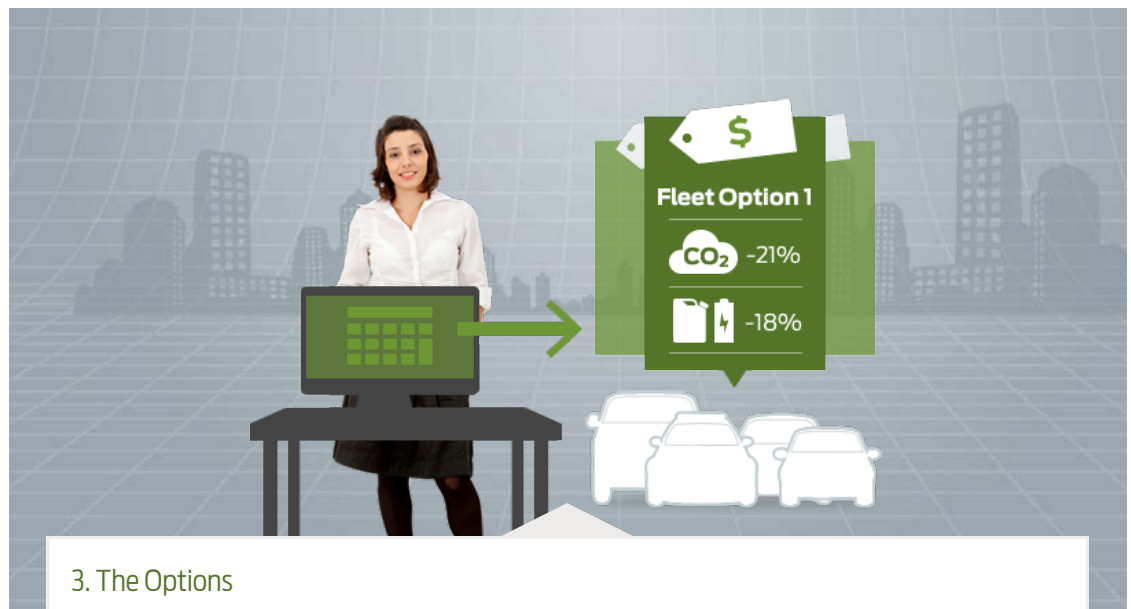 $
Fleet Option 1
CO₂ -21%
-18%
3. The Options